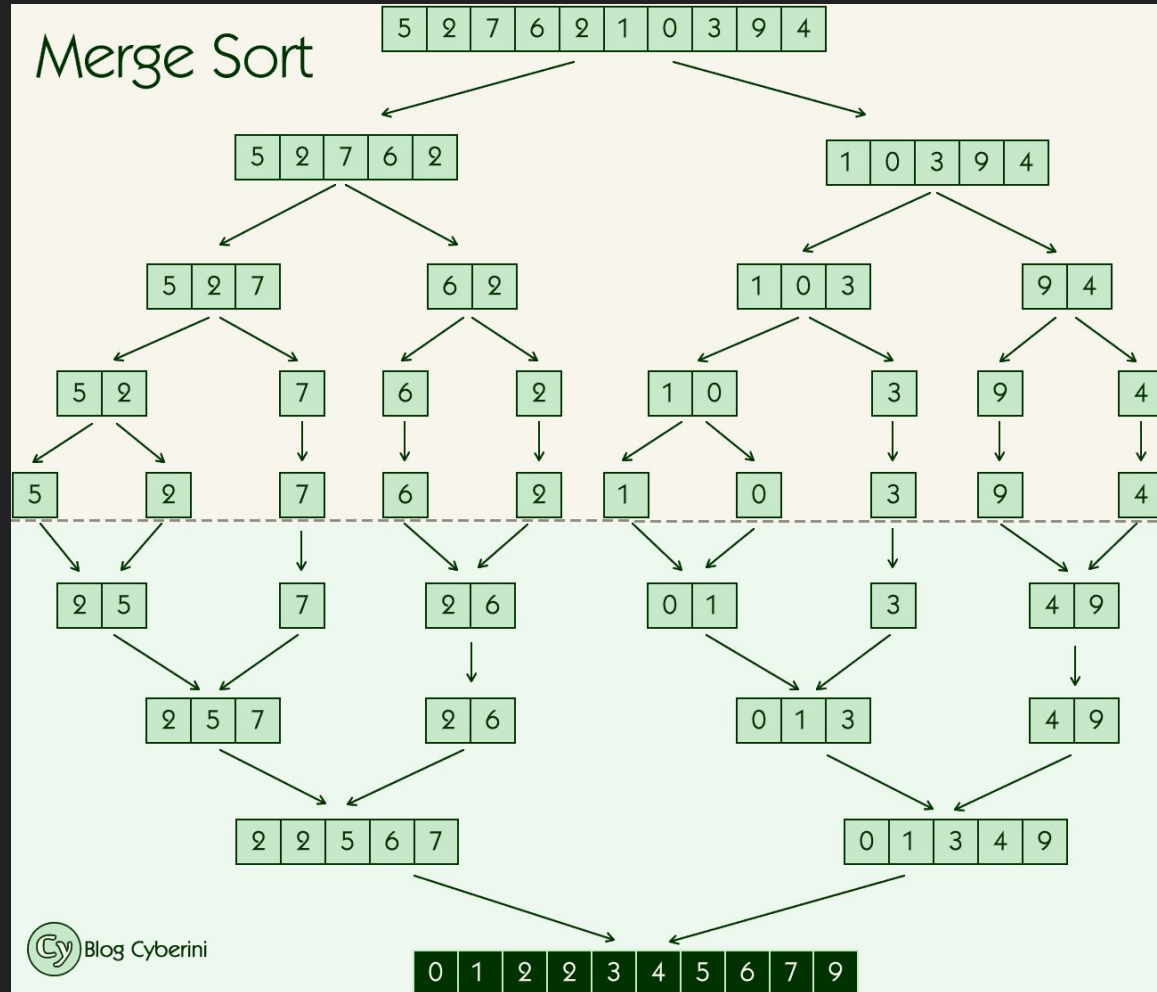 Merge Sort
5 2 7 6 2 1 0 3 9 4
5 2 7 6 2
1 0 3 9 4
5 2 7
6 2
1 0 3
9 4
5 2
7
6
2
1 0
3
9
4
5
2
7
6
2
1
0
3
9
4
2 5
7
2 6
0 1
3
4 9
2 5 7
2 6
0 1 3
4 9
2 2 5 6 7
0 1 3 4 9
Cy Blog Cyberini
0 1 2 2 3 4 5 6 7 9